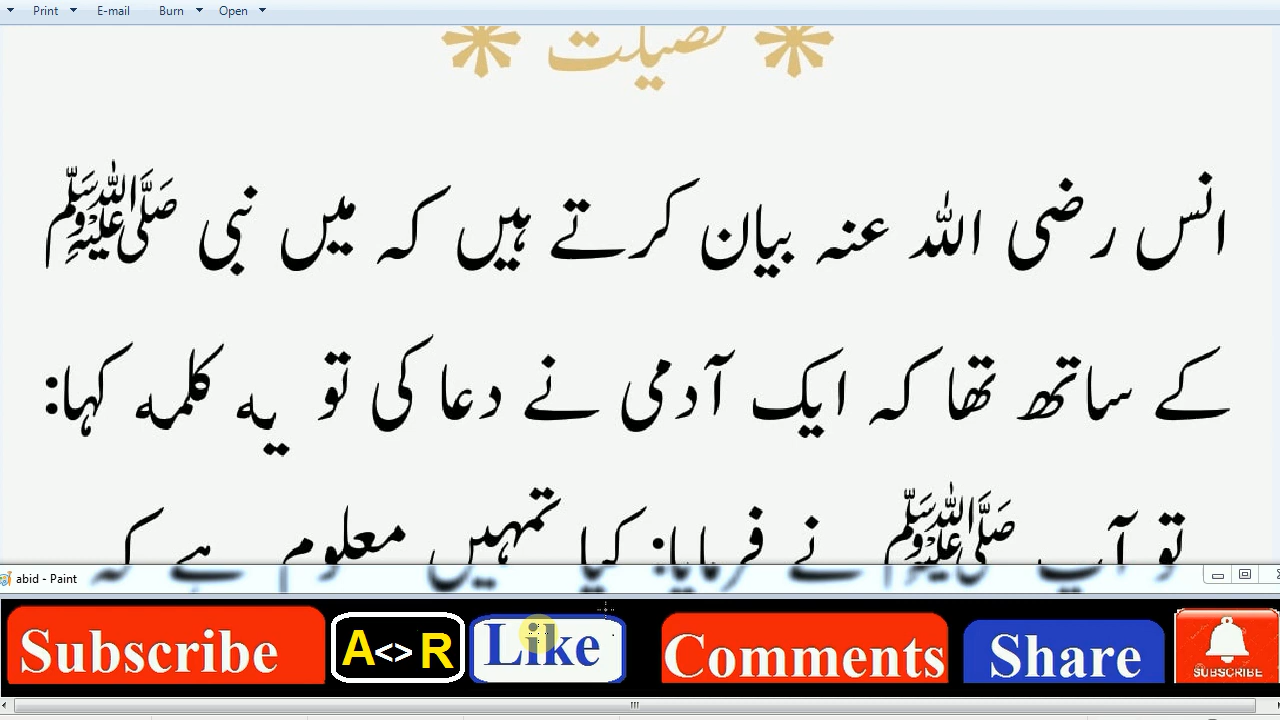 Print E-mail Burn Open
فضیلت
انس رضی اللہ عنہ بیان کرتے ہیں کہ میں نبی ﷺ
کے ساتھ تھا کہ ایک آدمی نے دعا کی تو یہ کلمہ کہا:
تو آپ ﷺ نے فرمایا: کیا تمہیں معلوم ہے کہ
abid - Paint
Subscribe A<>R Like Comments Share SUBSCRIBE